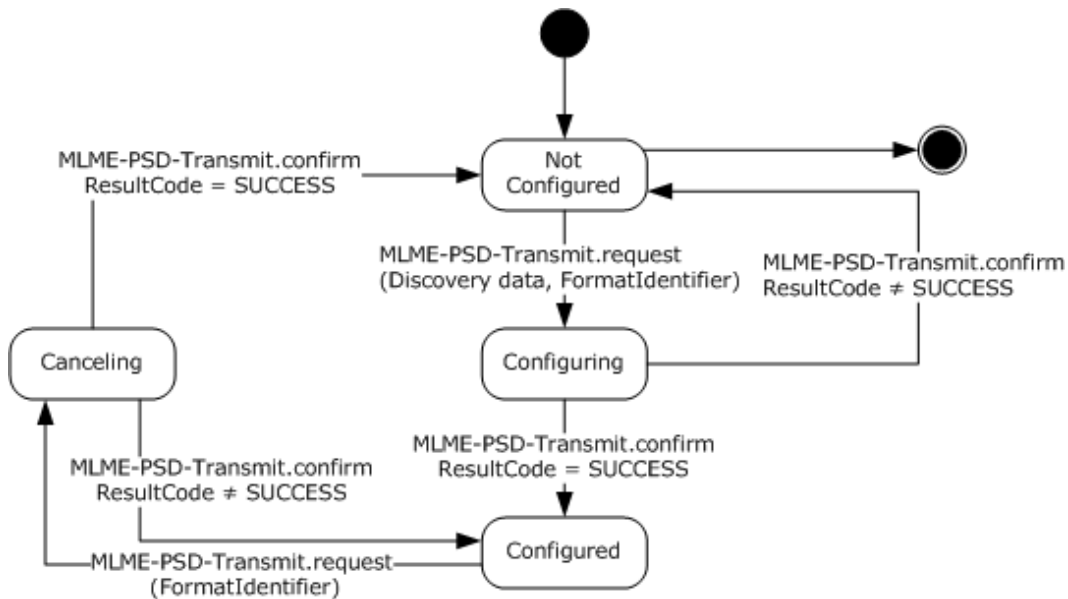 Not
Configured
MLME-PSD-Transmit.confirm
ResultCode = SUCCESS
MLME-PSD-Transmit.request
(Discovery data, FormatIdentifier)
MLME-PSD-Transmit.confirm
ResultCode ≠ SUCCESS
Canceling
Configuring
MLME-PSD-Transmit.confirm
ResultCode = SUCCESS
MLME-PSD-Transmit.confirm
ResultCode ≠ SUCCESS
Configured
MLME-PSD-Transmit.request
(FormatIdentifier)